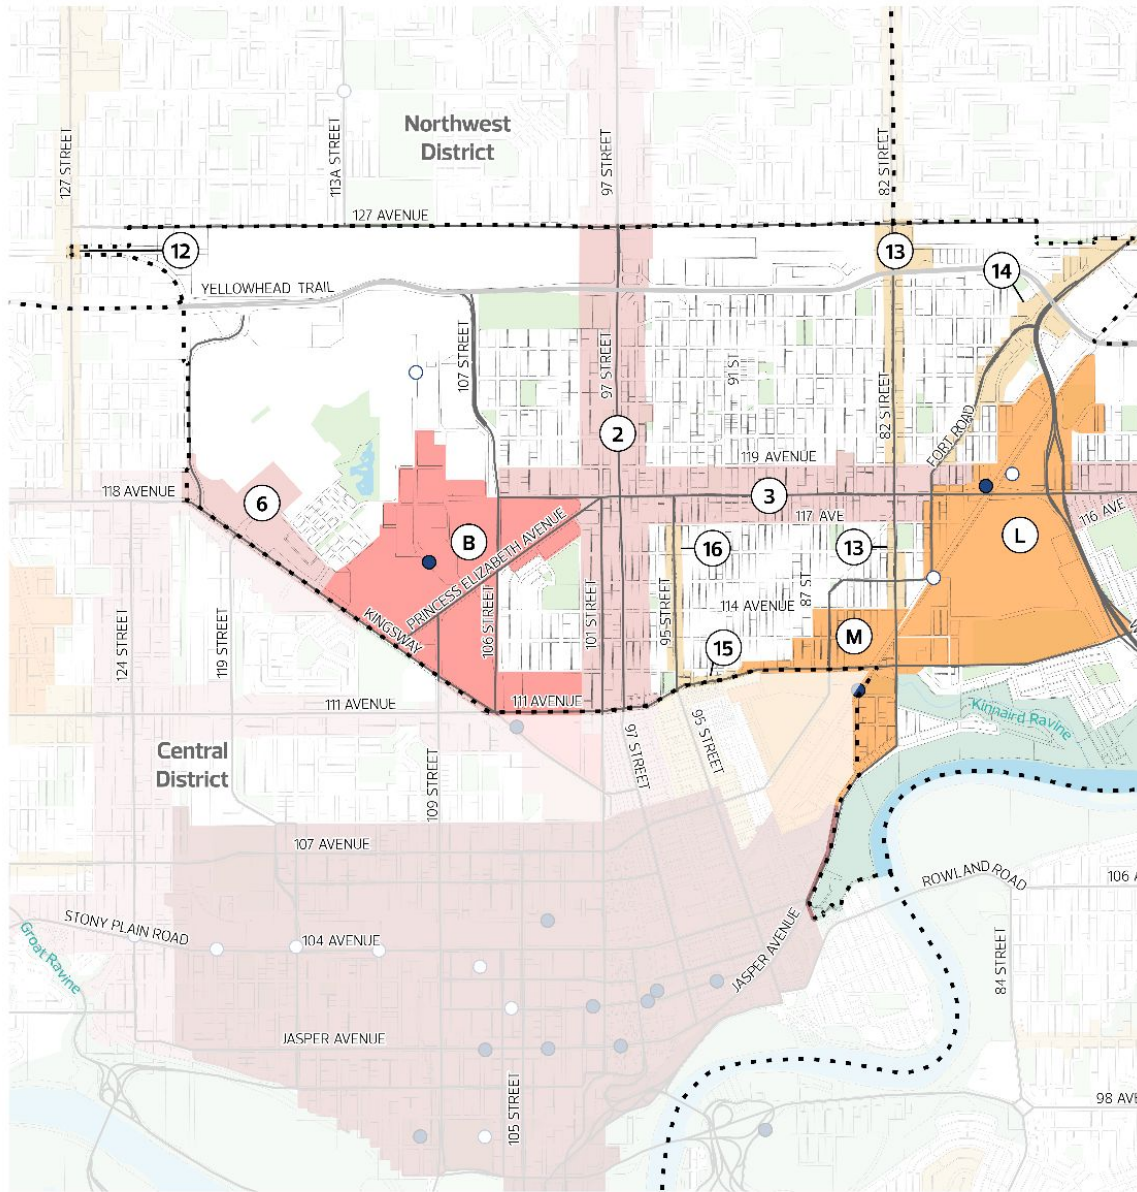 Northwest
District
127 STREET
113A STREET
97 STREET
82 STREET
127 AVENUE
12
13
14
YELLOWHEAD TRAIL
107 STREET
97 STREET
91 ST
82 STREET
2
FORT ROAD
119 AVENUE
118 AVENUE
6
3
117 AVE
116 AVE
B
PRINCESS ELIZABETH AVENUE
16
13
L
87 ST
114 AVENUE
KINGSWAY
106 STREET
101 STREET
95 STREET
M
15
124 STREET
119 STREET
111 AVENUE
111 AVENUE
Kinnaird Ravine
Central
District
97 STREET
95 STREET
109 STREET
107 AVENUE
ROWLAND ROAD
106 A
STONY PLAIN ROAD
104 AVENUE
Groat Ravine
JASPER AVENUE
84 STREET
JASPER AVENUE
105 STREET
98 AVE